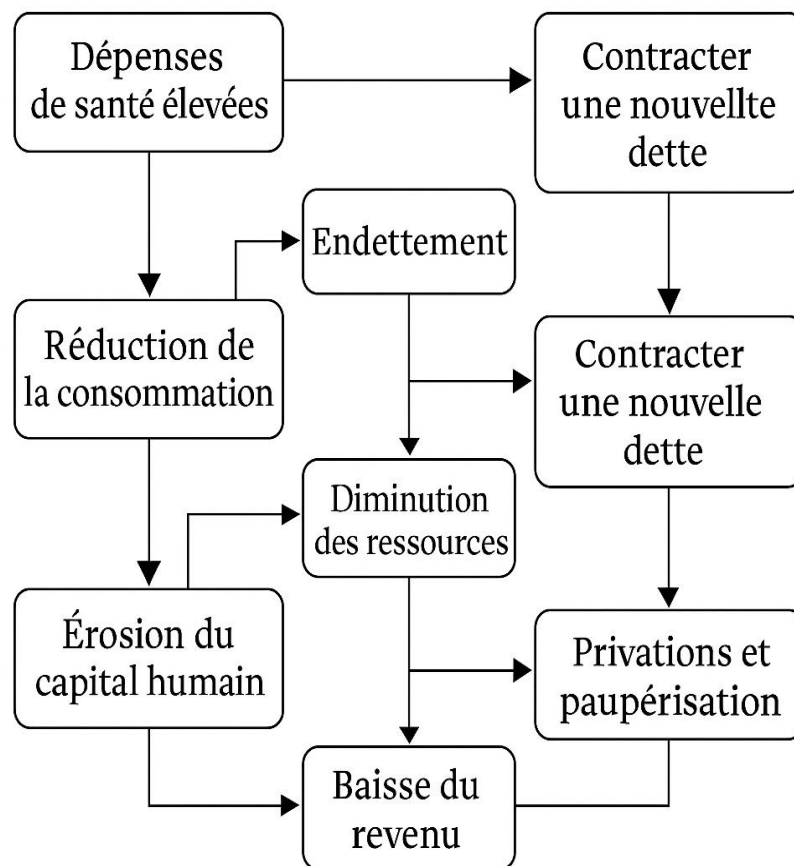 Dépenses
de santé élevées
Contracter
une nouvellte
dette
Endettement
Réduction de
la consommation
Contracter
une nouvelle
dette
Diminution
des ressources
Érosion du
capital humain
Privations et
paupérisation
Baisse du
revenu